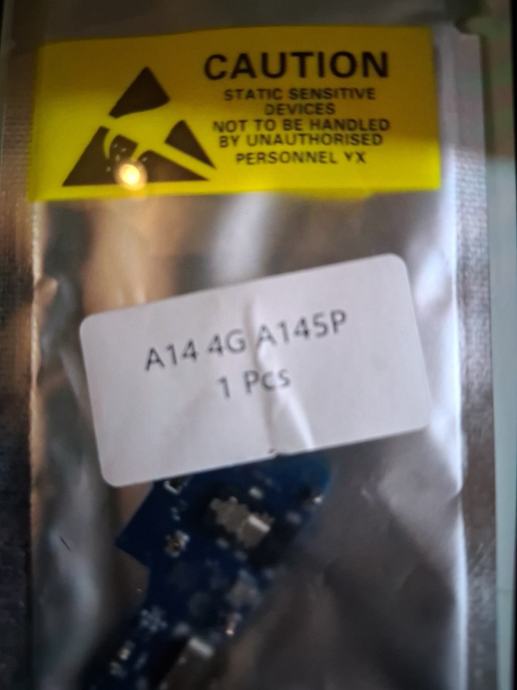 CAUTION
STATIC SENSITIVE
DEVICES
NOT TO BE HANDLED
BY UNAUTHORISED
PERSONNEL YX
A14 4G A145P
1 Pcs